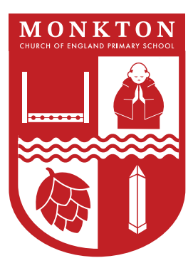 MONKTON
CHURCH OF ENGLAND PRIMARY SCHOOL